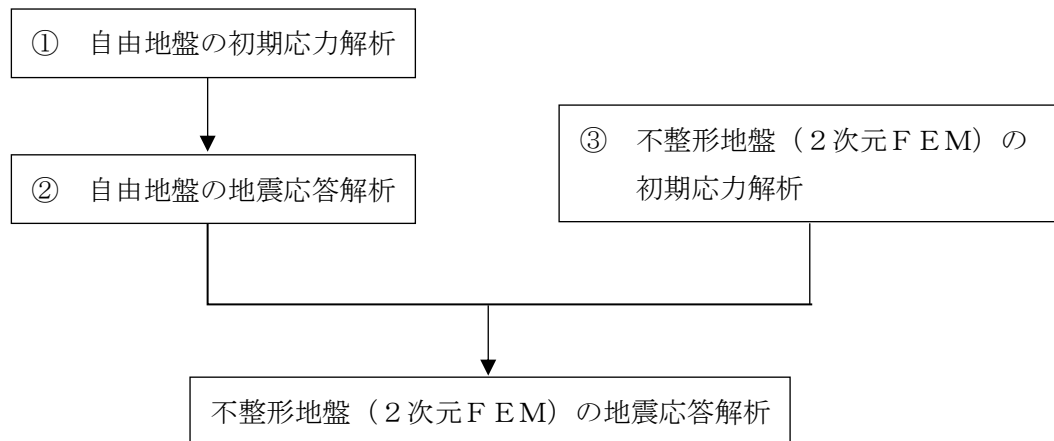 ① 自由地盤の初期応力解析
② 自由地盤の地震応答解析
③ 不整形地盤（２次元ＦＥＭ）の
初期応力解析
不整形地盤（２次元ＦＥＭ）の地震応答解析